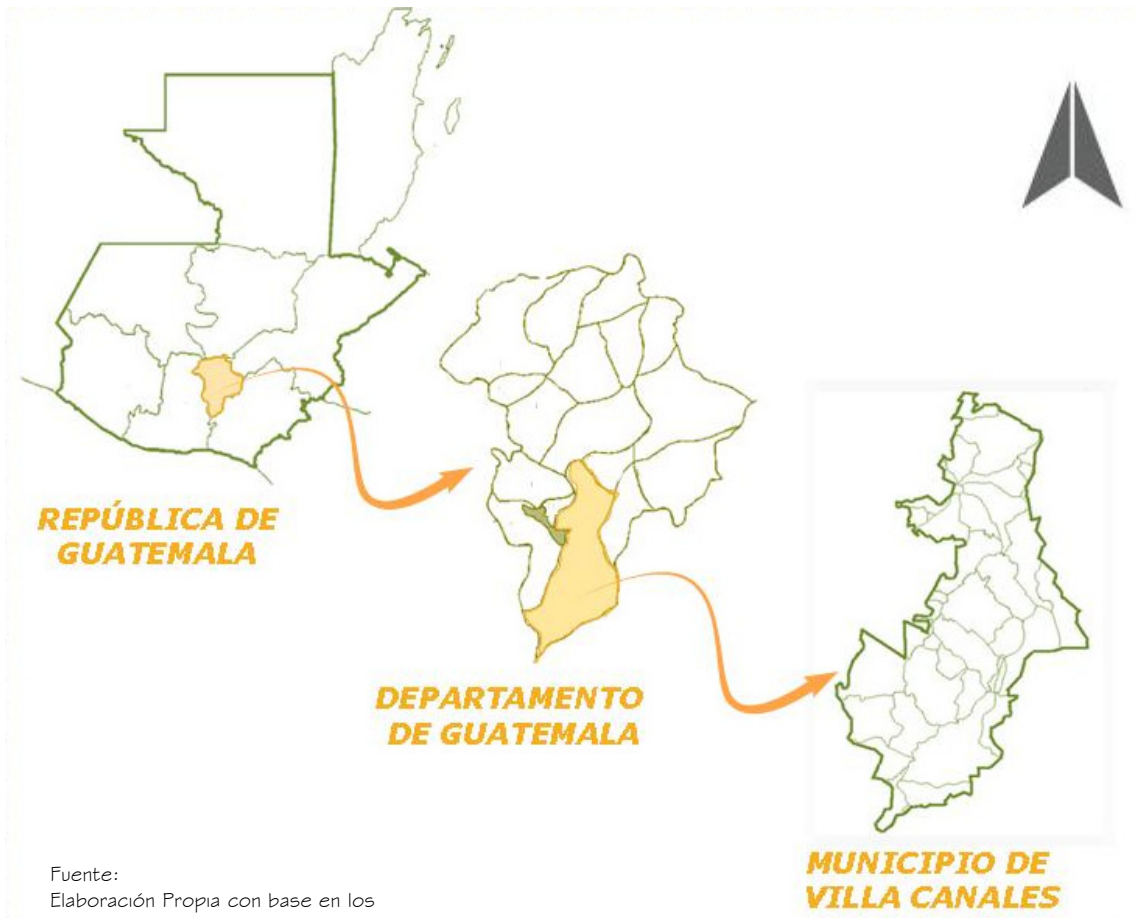 REPÚBLICA DE
GUATEMALA
DEPARTAMENTO
DE GUATEMALA
MUNICIPIO DE
VILLA CANALES
Fuente:
Elaboración Propia con base en los